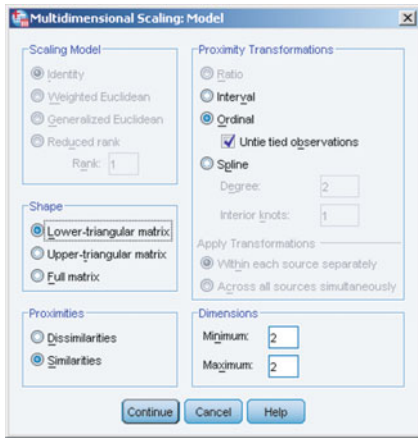 Multidimensional Scaling: Model
Scaling Model
Identity
Weighted Euclidean
Generalized Euclidean
Reduced rank
Rank: 1
Shape
Lower-triangular matrix
Upper-triangular matrix
Full matrix
Proximities
Dissimilarities
Similarities
Proximity Transformations
Ratio
Interval
Ordinal
Untie tied observations
Spline
Degree: 2
Interior knots: 1
Apply Transformations
Within each source separately
Across all sources simultaneously
Dimensions
Minimum: 2
Maximum: 2
Continue Cancel Help